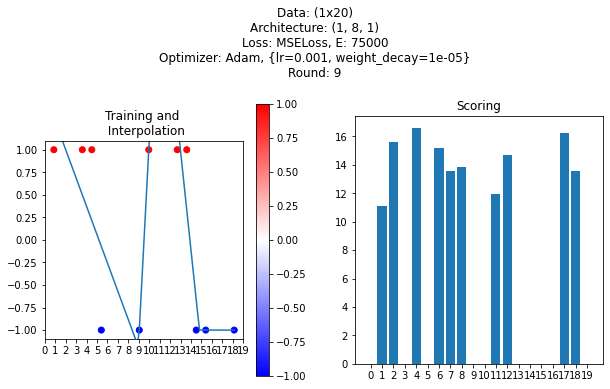 Data: (1x20)
Architecture: (1, 8, 1)
Loss: MSELoss, E: 75000
Optimizer: Adam, {lr=0.001, weight_decay=1e-05}
Round: 9
Training and
Interpolation
1.00
0.75
0.50
0.25
0.00
−0.25
−0.50
−0.75
−1.00
0 1 2 3 4 5 6 7 8 9 10 11 12 13 14 15 16 17 18 19
1.00
0.75
0.50
0.25
0.00
−0.25
−0.50
−0.75
−1.00
Scoring
16
14
12
10
8
6
4
2
0
0 1 2 3 4 5 6 7 8 9 10 11 12 13 14 15 16 17 18 19